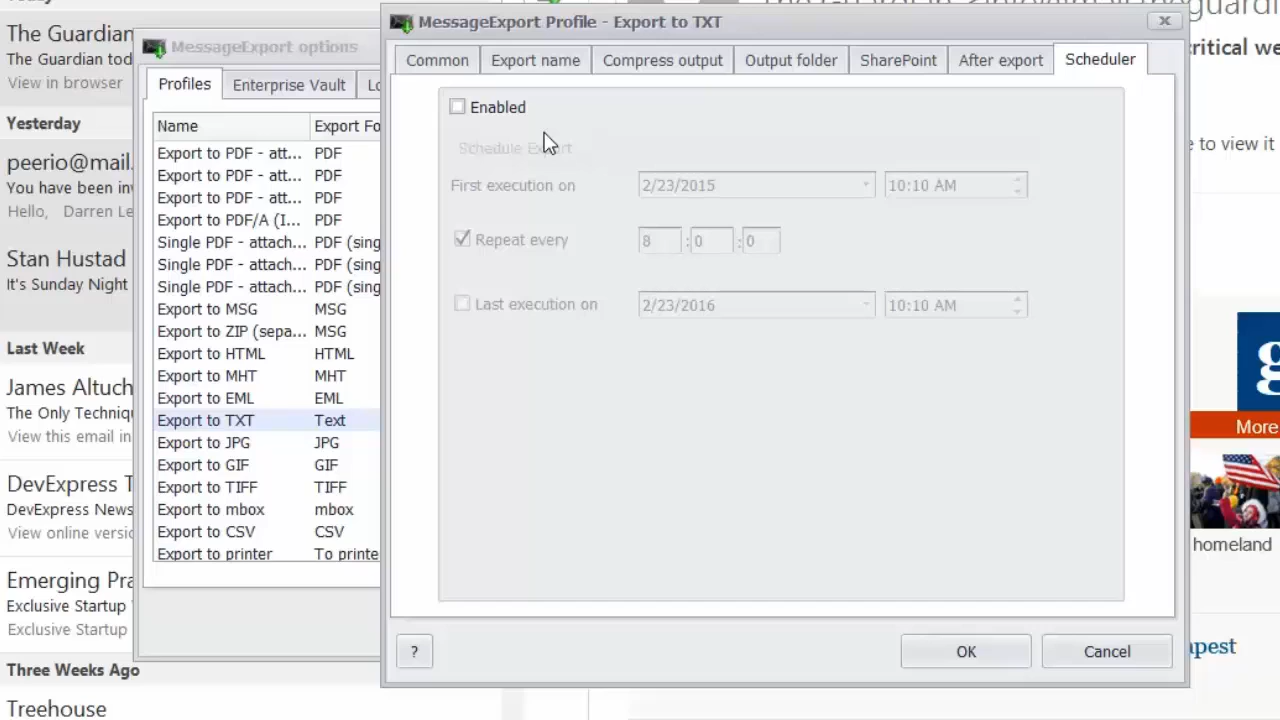 Today
The Guardian
The Guardian tod
View in browser
Yesterday
peerio@mail.
You have been inv
Hello, Darren Le
Stan Hustad
It's Sunday Night
Last Week
James Altuch
The Only Techniqu
View this email in
DevExpress T
DevExpress News
View online versio
Emerging Pra
Exclusive Startup
Exclusive Startup
Three Weeks Ago
Treehouse
MessageExport options
Profiles
Enterprise Vault
Lo
Name Export Fo
Export to PDF - att... PDF
Export to PDF - att... PDF
Export to PDF - att... PDF
Export to PDF/A (I... PDF
Single PDF - attach... PDF (sing
Single PDF - attach... PDF (sing
Single PDF - attach... PDF (sing
Export to MSG MSG
Export to ZIP (sepa... MSG
Export to HTML HTML
Export to MHT MHT
Export to EML EML
Export to TXT Text
Export to JPG JPG
Export to GIF GIF
Export to TIFF TIFF
Export to mbox mbox
Export to CSV CSV
Export to printer To printe
MessageExport Profile - Export to TXT
Common Export name Compress output Output folder SharePoint After export Scheduler
Enabled
Schedule Export
First execution on 2/23/2015 10:10 AM
Repeat every 8 : 0 : 0
Last execution on 2/23/2016 10:10 AM
? OK Cancel
guardi
critical we
e to view it
g
More
homeland
apest